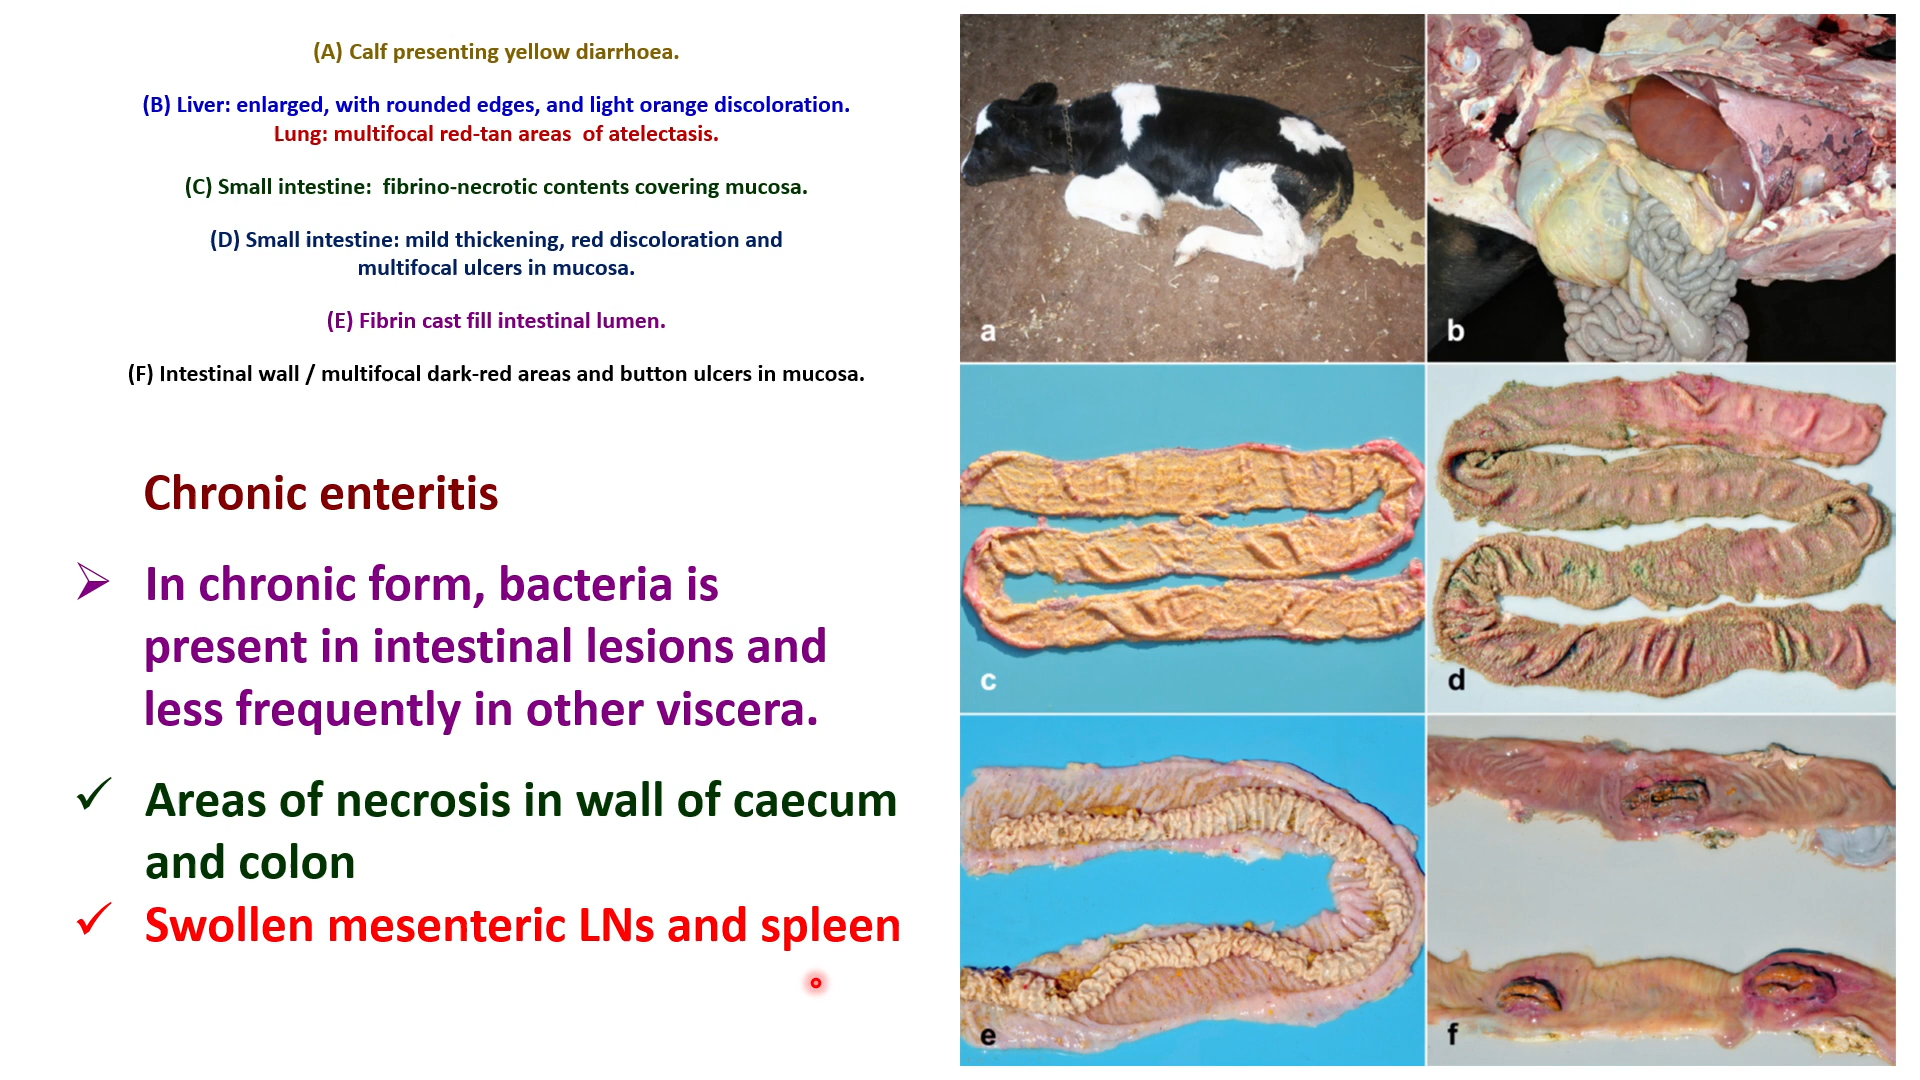 (A) Calf presenting yellow diarrhoea.
(B) Liver: enlarged, with rounded edges, and light orange discoloration.
Lung: multifocal red-tan areas  of atelectasis.
(C) Small intestine:  fibrino-necrotic contents covering mucosa.
(D) Small intestine: mild thickening, red discoloration and
multifocal ulcers in mucosa.
(E) Fibrin cast fill intestinal lumen.
(F) Intestinal wall / multifocal dark-red areas and button ulcers in mucosa.
Chronic enteritis
➢ In chronic form, bacteria is
present in intestinal lesions and
less frequently in other viscera.
✓ Areas of necrosis in wall of caecum
and colon
✓ Swollen mesenteric LNs and spleen
a
b
c
d
e
f